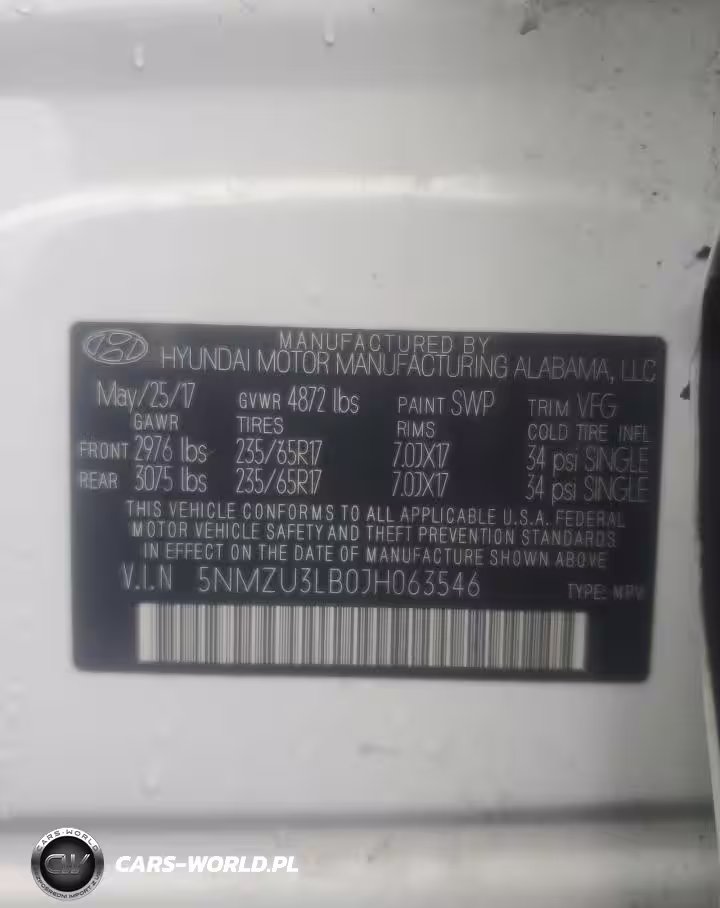 MANUFACTURED BY
HYUNDAI MOTOR MANUFACTURING ALABAMA, LLC
May/25/17 GVWR 4872 lbs PAINT SWP TRIM VFG
GAWR TIRES RIMS COLD TIRE INFL
FRONT 2976 lbs 235/65R17 7.0JX17 34 psi SINGLE
REAR 3075 lbs 235/65R17 7.0JX17 34 psi SINGLE
THIS VEHICLE CONFORMS TO ALL APPLICABLE U.S.A. FEDERAL
MOTOR VEHICLE SAFETY AND THEFT PREVENTION STANDARDS
IN EFFECT ON THE DATE OF MANUFACTURE SHOWN ABOVE
V.I.N 5NMZU3LB0JH063546 TYPE: MPV
CARS-WORLD
CW
CARS-WORLD.PL